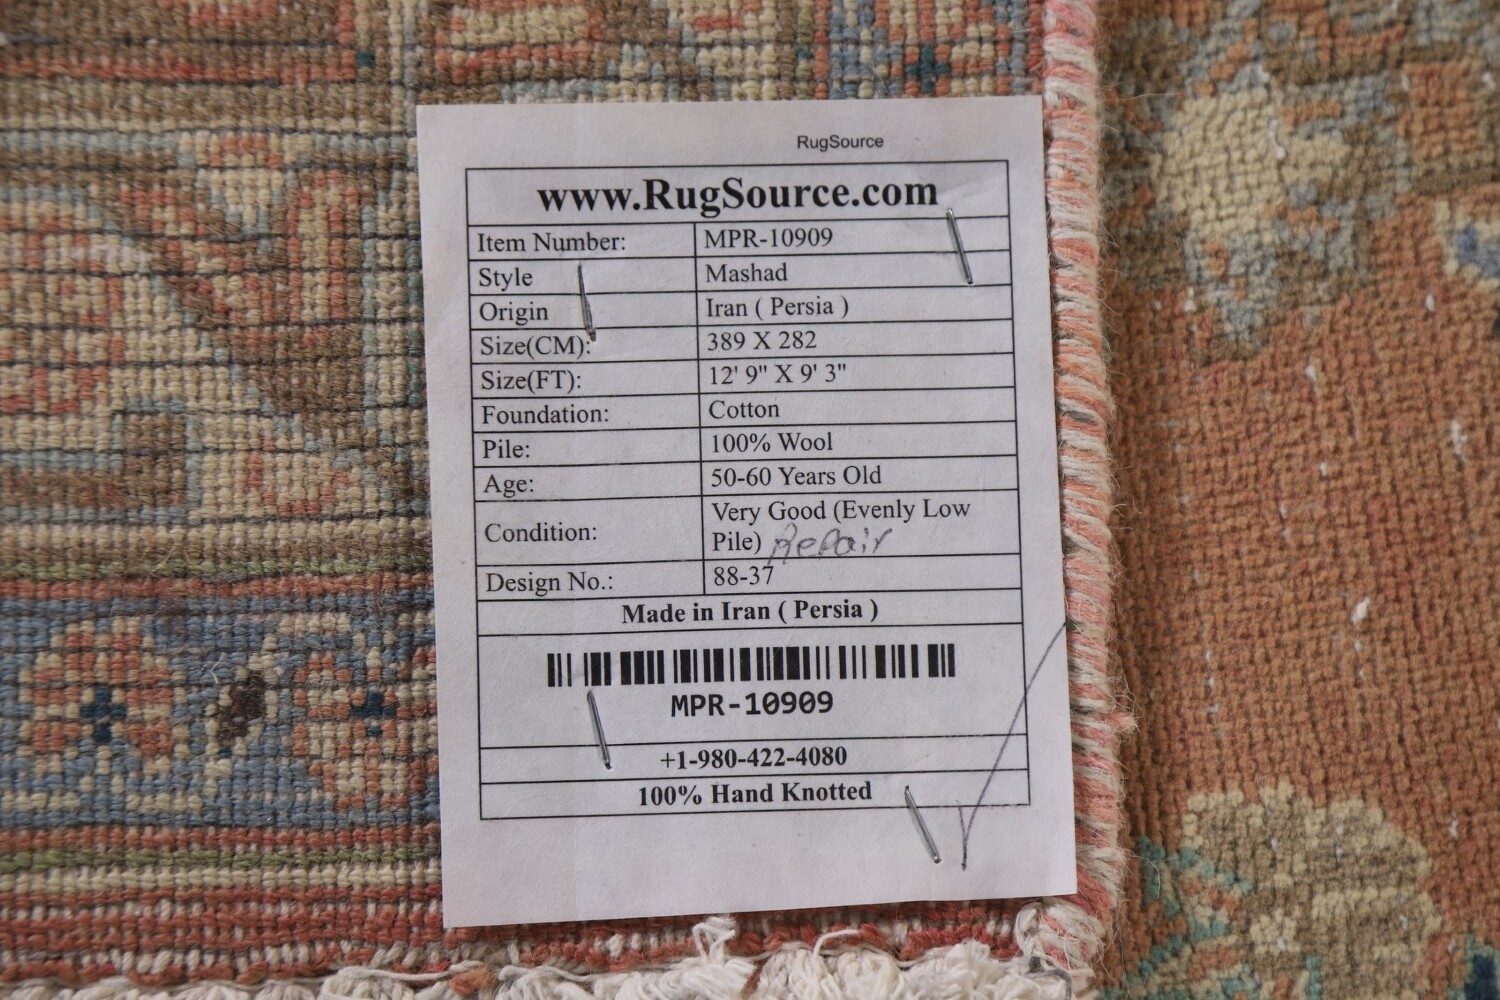 RugSource
www.RugSource.com
Item Number: MPR-10909
Style Mashad
Origin Iran ( Persia )
Size(CM): 389 X 282
Size(FT): 12' 9" X 9' 3"
Foundation: Cotton
Pile: 100% Wool
Age: 50-60 Years Old
Condition: Very Good (Evenly Low
Pile) Repair
Design No.: 88-37
Made in Iran ( Persia )
MPR-10909
+1-980-422-4080
100% Hand Knotted